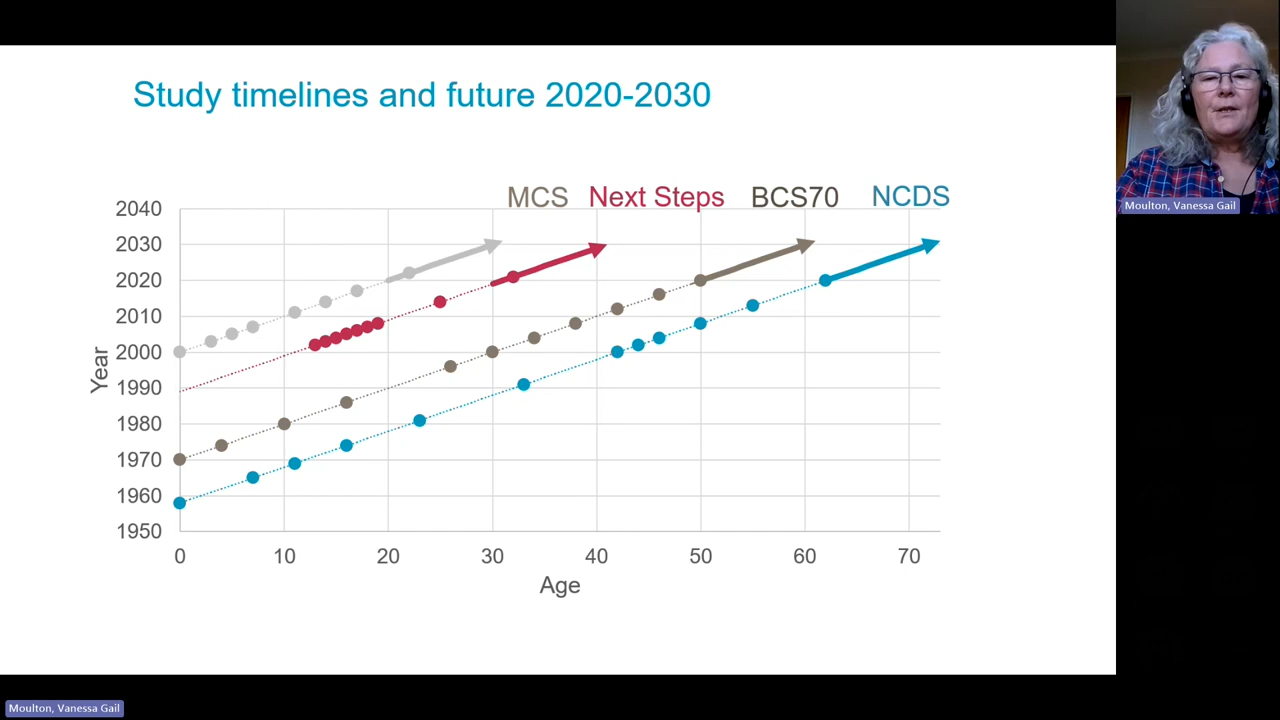 Study timelines and future 2020-2030
MCS Next Steps BCS70 NCDS
2040
2030
2020
2010
2000
1990
1980
1970
1960
1950
Year
0 10 20 30 40 50 60 70
Age
Moulton, Vanessa Gail
Moulton, Vanessa Gail